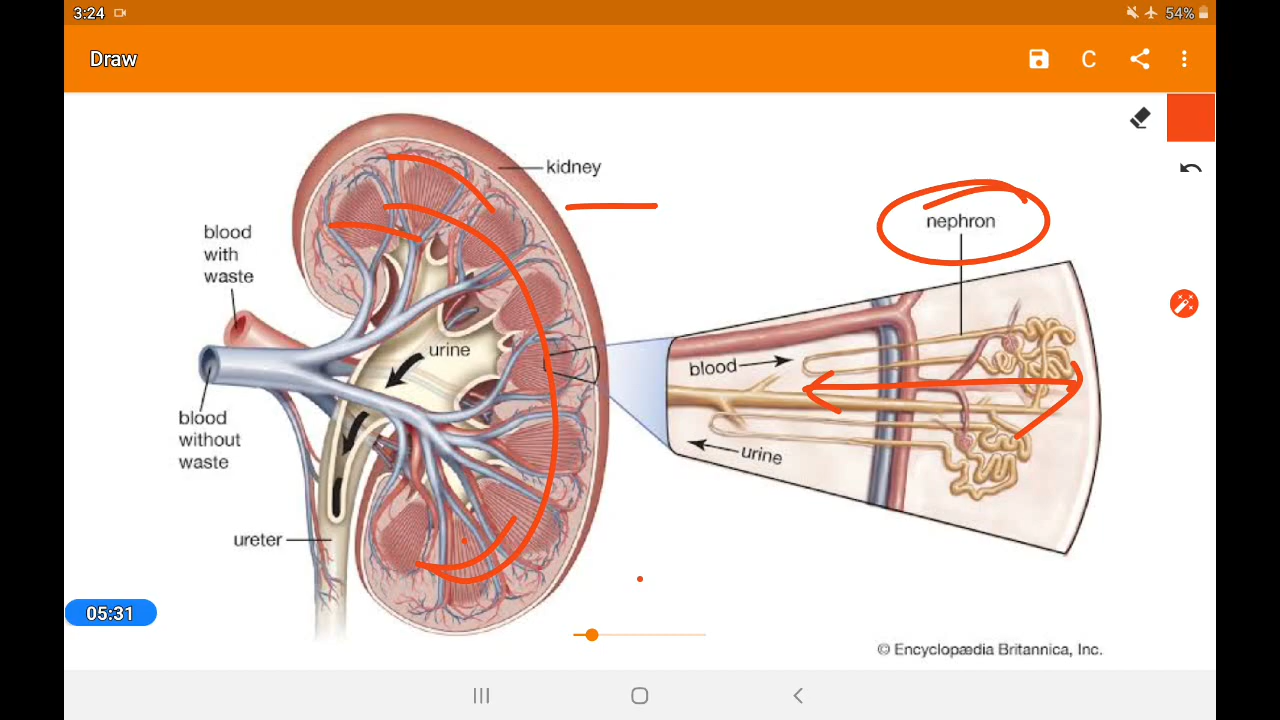 3:24
54%
Draw
C
kidney
nephron
blood
with
waste
urine
blood
blood
without
waste
urine
ureter
05:31
© Encyclopædia Britannica, Inc.